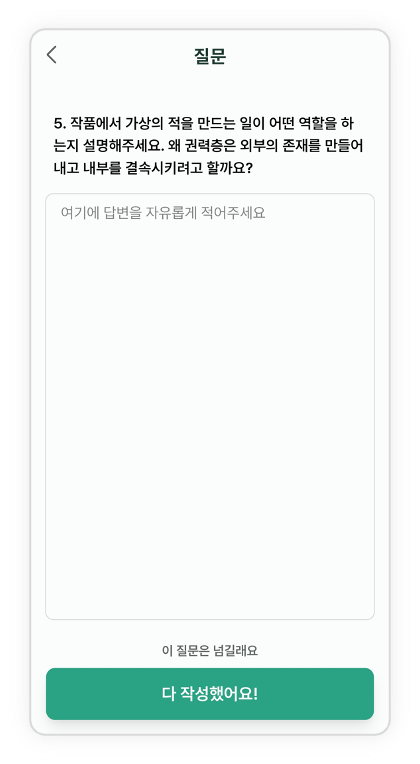 질문
5. 작품에서 가상의 적을 만드는 일이 어떤 역할을 하
는지 설명해주세요. 왜 권력층은 외부의 존재를 만들어
내고 내부를 결속시키려고 할까요?
여기에 답변을 자유롭게 적어주세요
이 질문은 넘길래요
다 작성했어요!